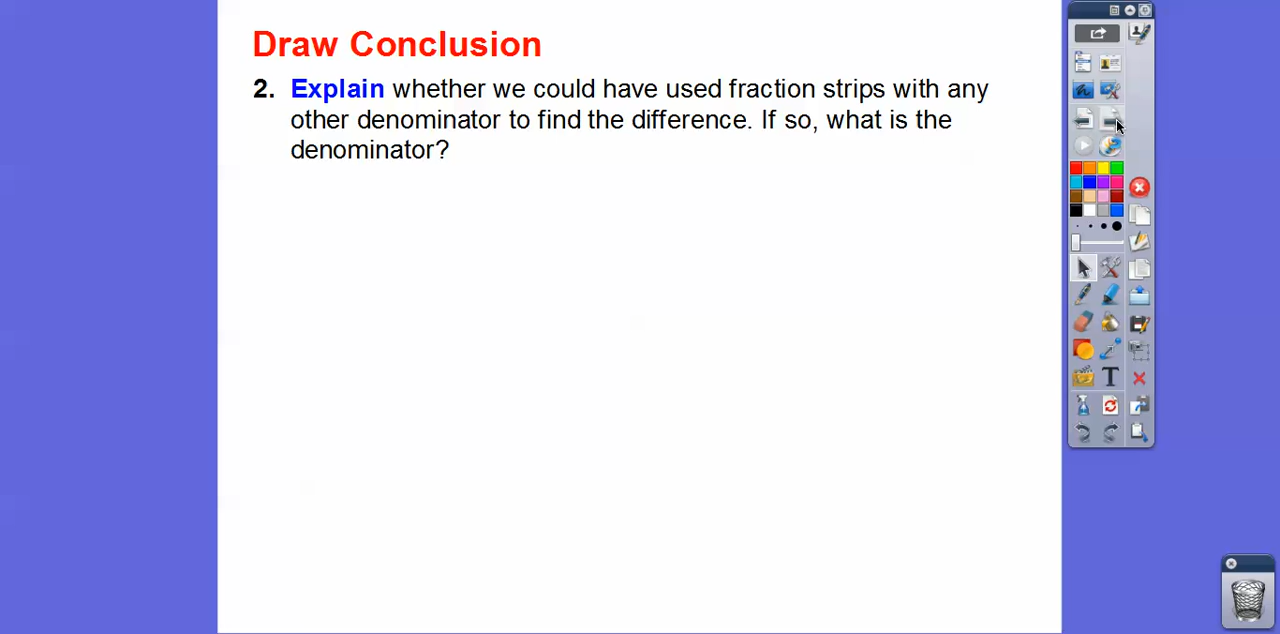 Draw Conclusion
2. Explain whether we could have used fraction strips with any
other denominator to find the difference. If so, what is the
denominator?